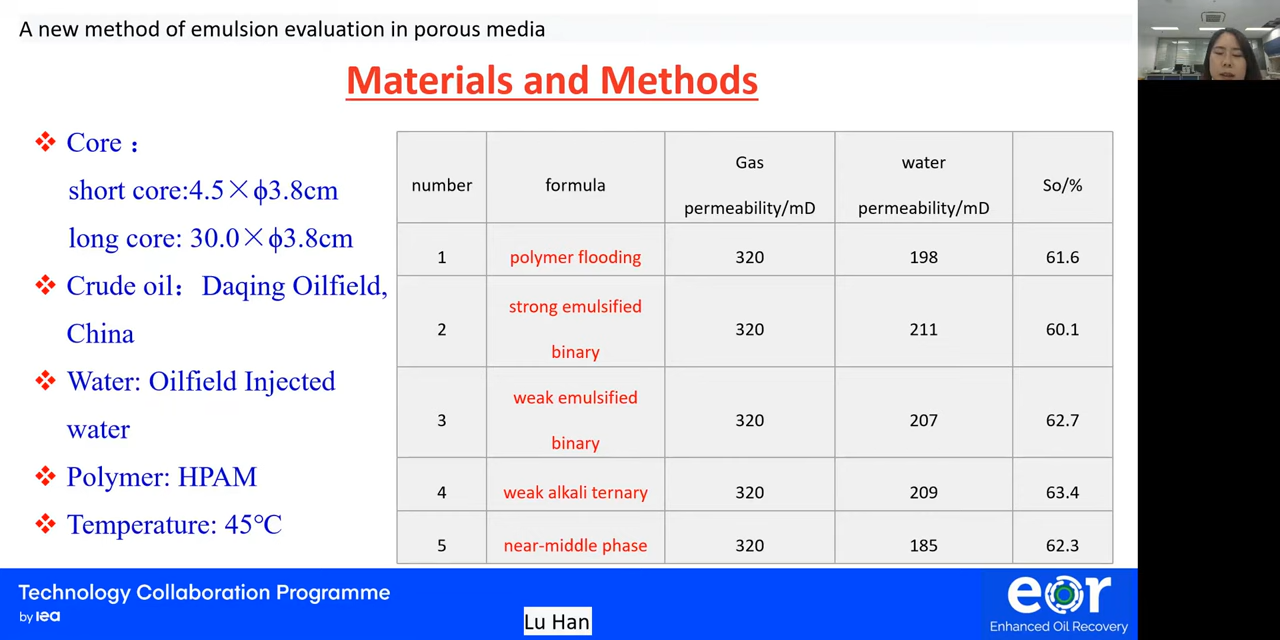 A new method of emulsion evaluation in porous media
Materials and Methods
Core：
short core:4.5×ϕ3.8cm
long core: 30.0×ϕ3.8cm
Crude oil： Daqing Oilfield,
China
Water: Oilfield Injected
water
Polymer: HPAM
Temperature: 45℃
number formula Gas permeability/mD water permeability/mD So/%
1 polymer flooding 320 198 61.6
2 strong emulsified binary 320 211 60.1
3 weak emulsified binary 320 207 62.7
4 weak alkali ternary 320 209 63.4
5 near-middle phase 320 185 62.3
Technology Collaboration Programme
by iea
Lu Han
eor
Enhanced Oil Recovery